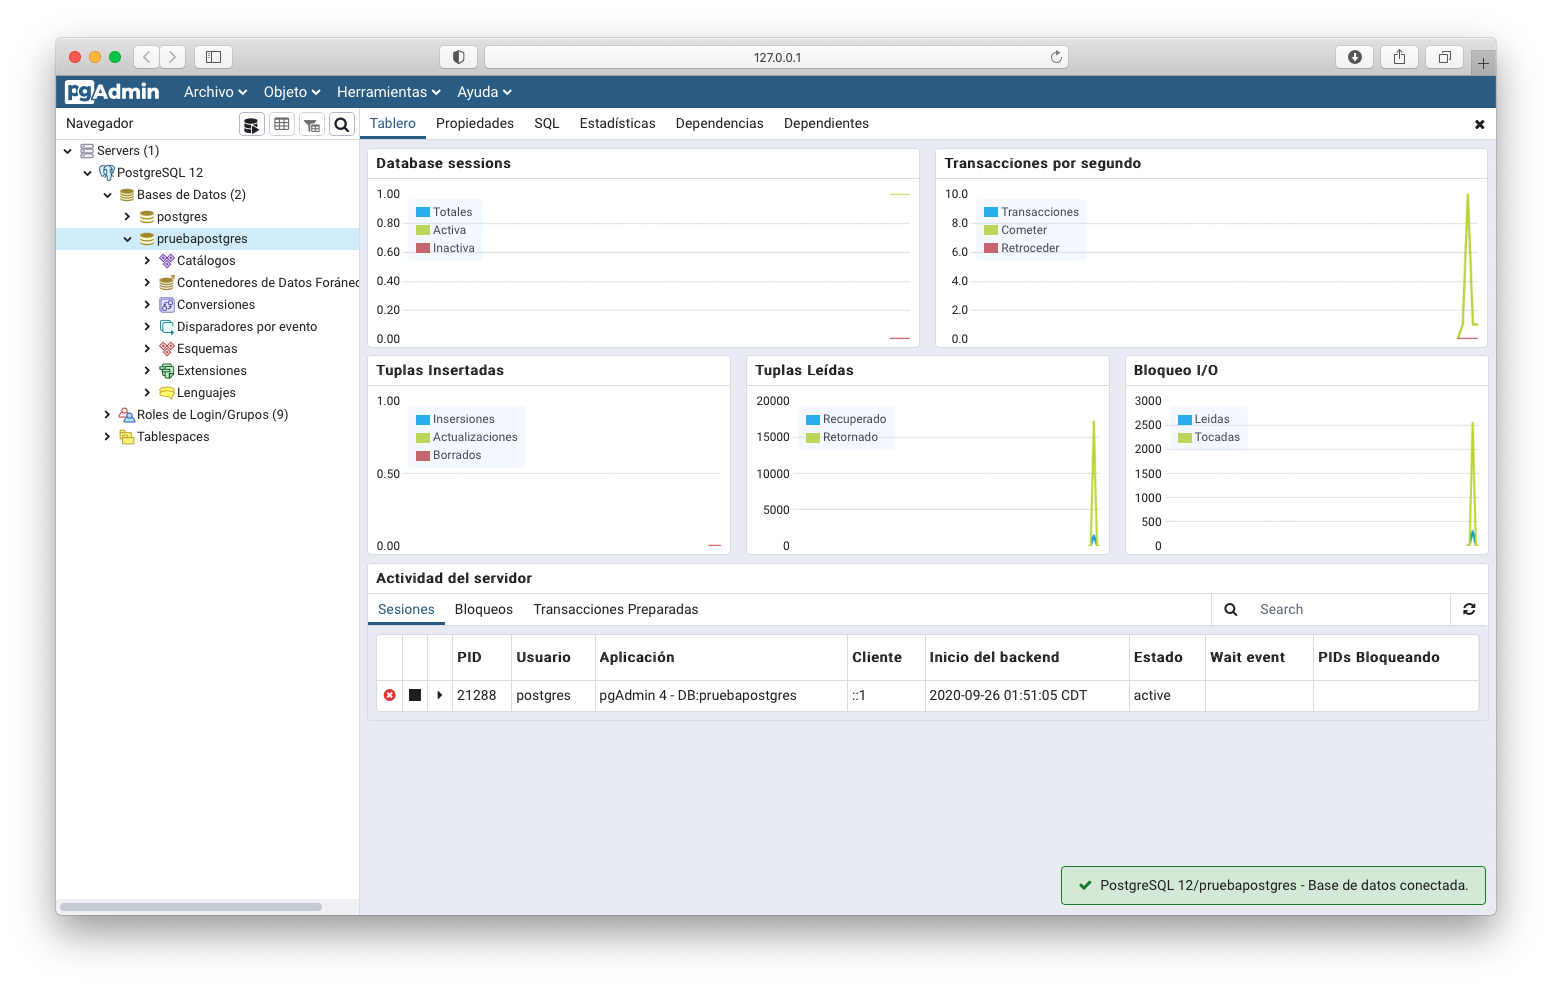 127.0.0.1
pgAdmin Archivo Objeto Herramientas Ayuda
Navegador
Tablero Propiedades SQL Estadísticas Dependencias Dependientes
Servers (1)
PostgreSQL 12
Bases de Datos (2)
postgres
pruebapostgres
Catálogos
Contenedores de Datos Foráneo
Conversiones
Disparadores por evento
Esquemas
Extensiones
Lenguajes
Roles de Login/Grupos (9)
Tablespaces
Database sessions
1.00
0.80
0.60
0.40
0.20
0.00
Totales
Activa
Inactiva
Transacciones por segundo
10.0
8.0
6.0
4.0
2.0
0.0
Transacciones
Cometer
Retroceder
Tuplas Insertadas
1.00
0.50
0.00
Insersiones
Actualizaciones
Borrados
Tuplas Leídas
20000
15000
10000
5000
0
Recuperado
Retornado
Bloqueo I/O
3000
2500
2000
1500
1000
500
0
Leidas
Tocadas
Actividad del servidor
Sesiones Bloqueos Transacciones Preparadas Search
PID Usuario Aplicación Cliente Inicio del backend Estado Wait event PIDs Bloqueando
21288 postgres pgAdmin 4 - DB:pruebapostgres ::1 2020-09-26 01:51:05 CDT active
PostgreSQL 12/pruebapostgres - Base de datos conectada.